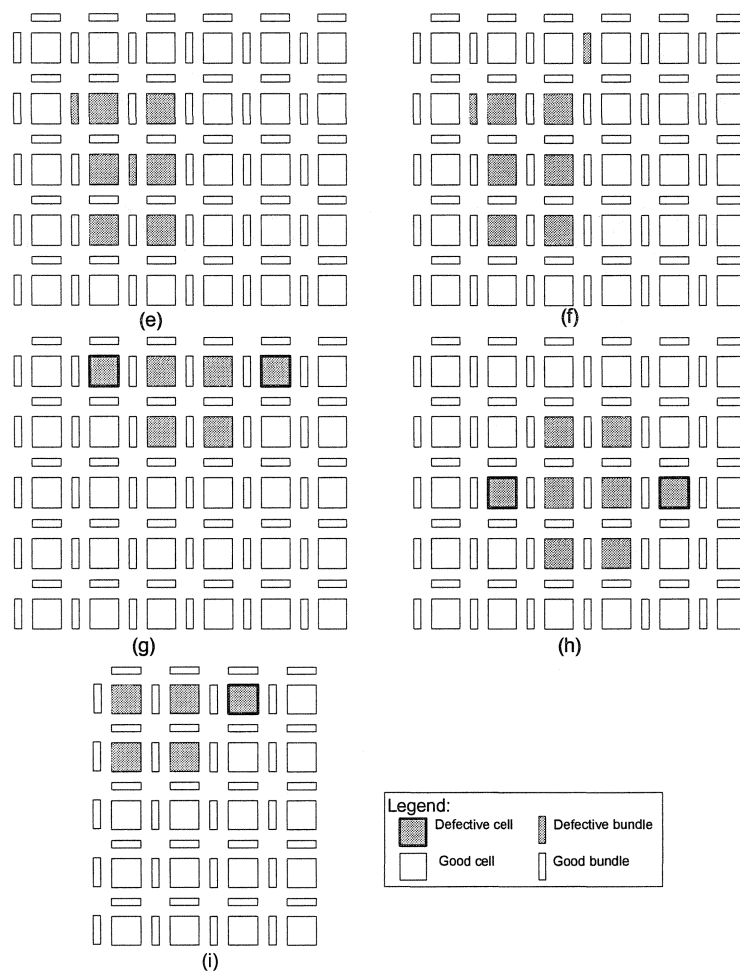 (e)
(f)
(g)
(h)
(i)
Legend:
Defective cell
Defective bundle
Good cell
Good bundle